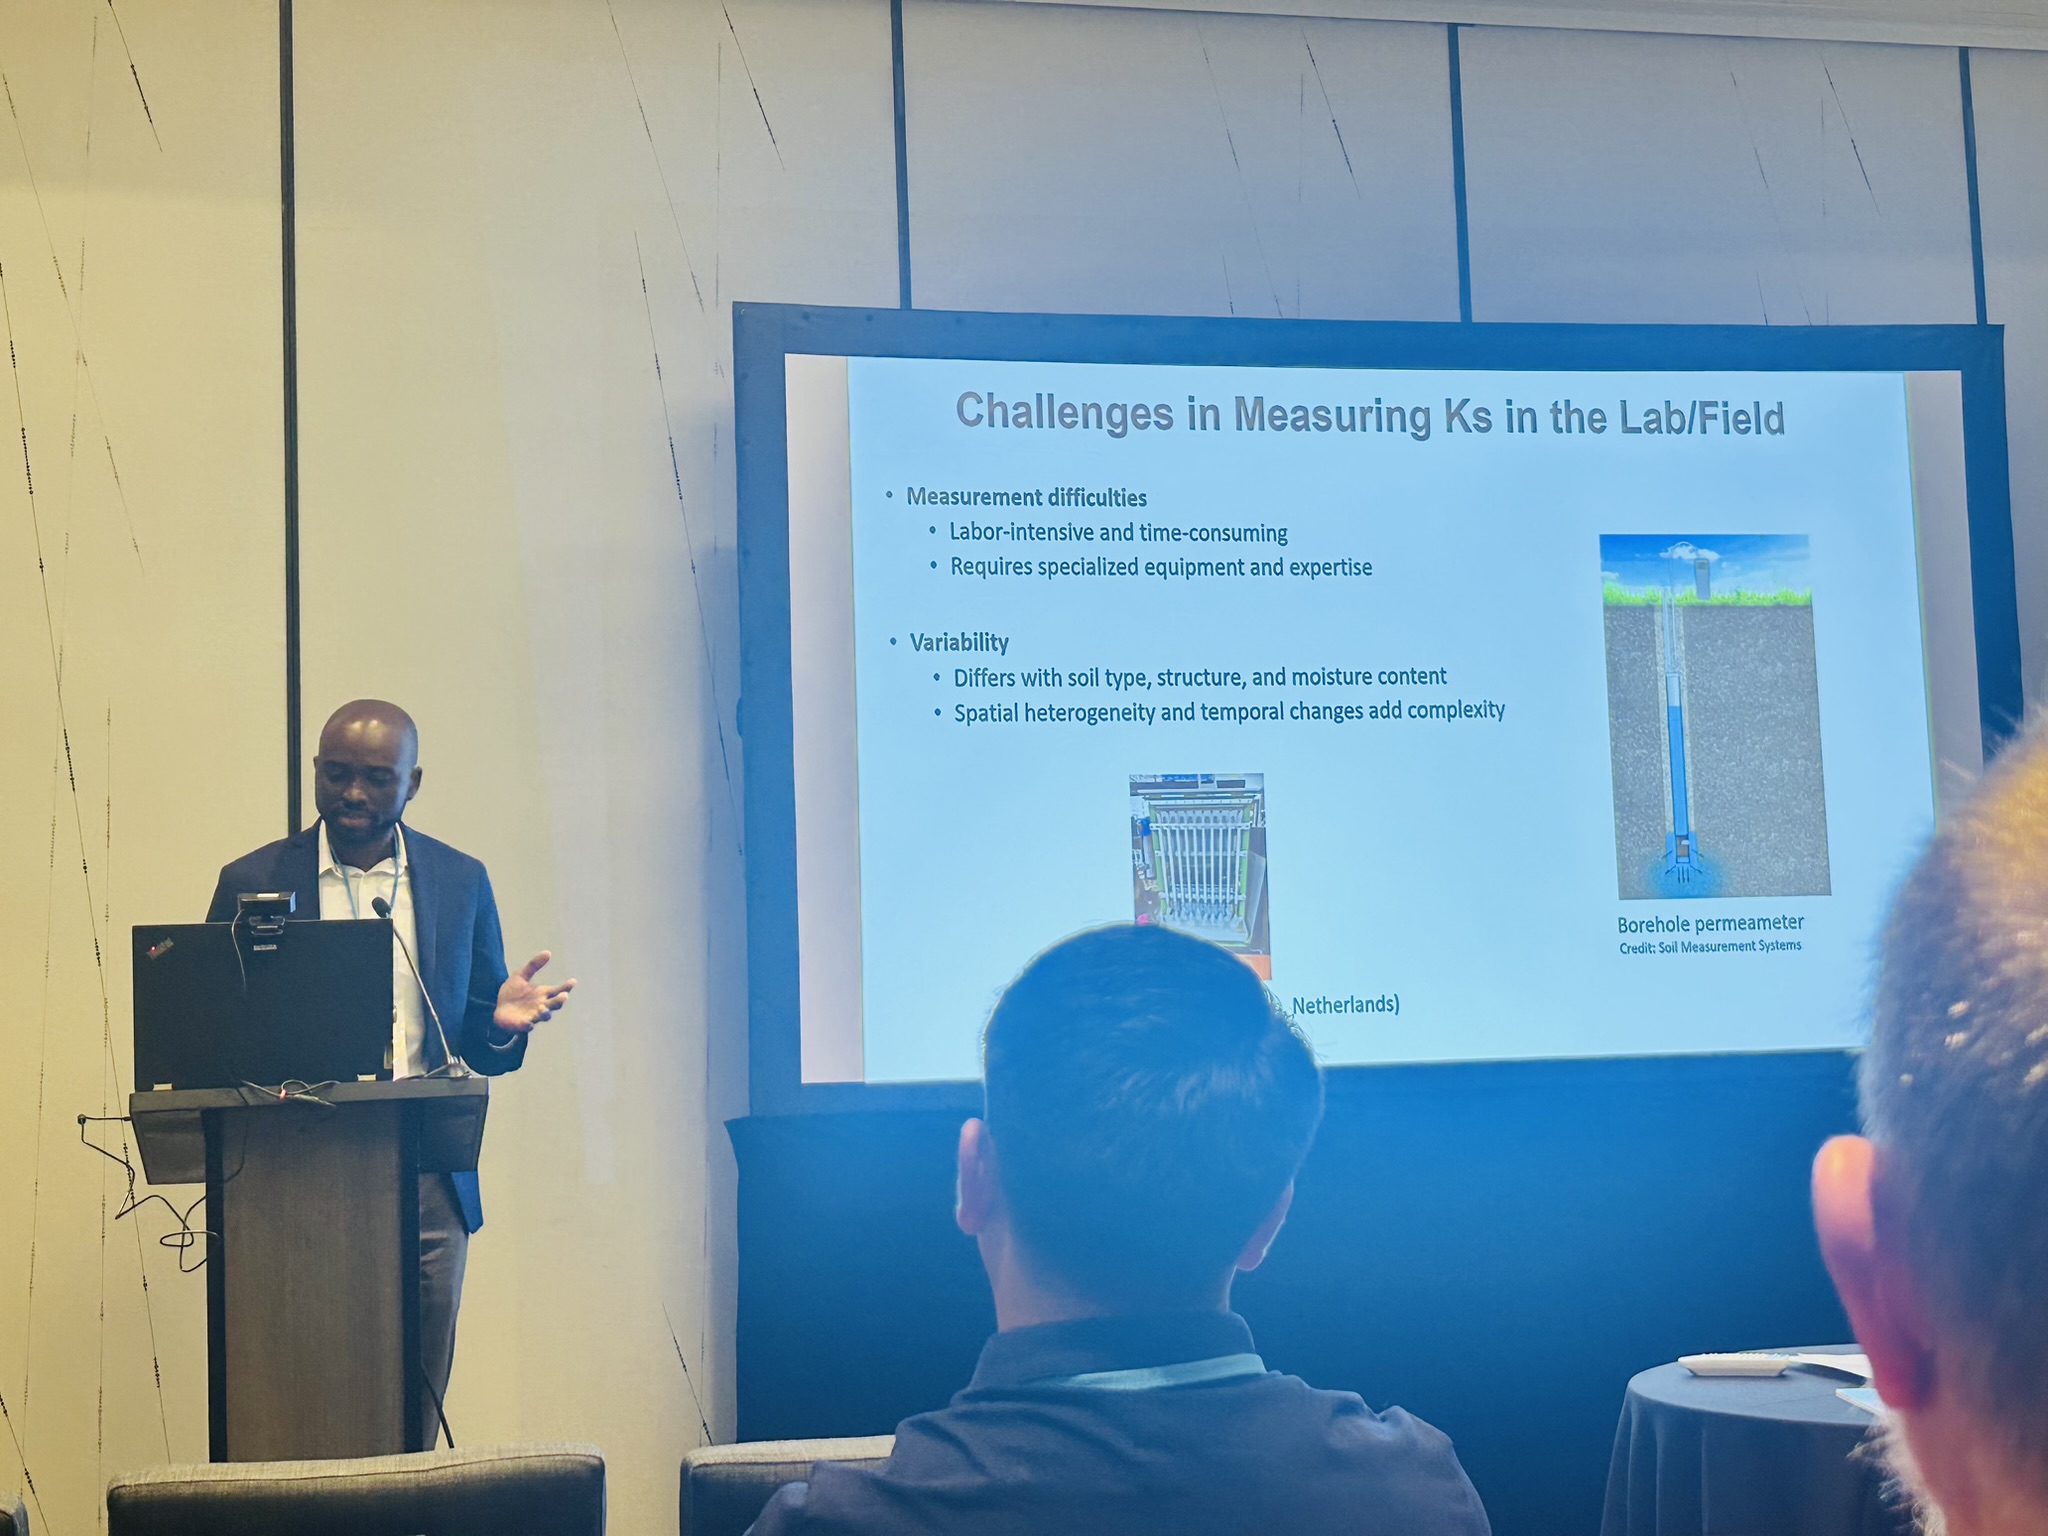 Challenges in Measuring Ks in the Lab/Field
• Measurement difficulties
• Labor-intensive and time-consuming
• Requires specialized equipment and expertise
• Variability
• Differs with soil type, structure, and moisture content
• Spatial heterogeneity and temporal changes add complexity
Borehole permeameter
Credit: Soil Measurement Systems
Netherlands)